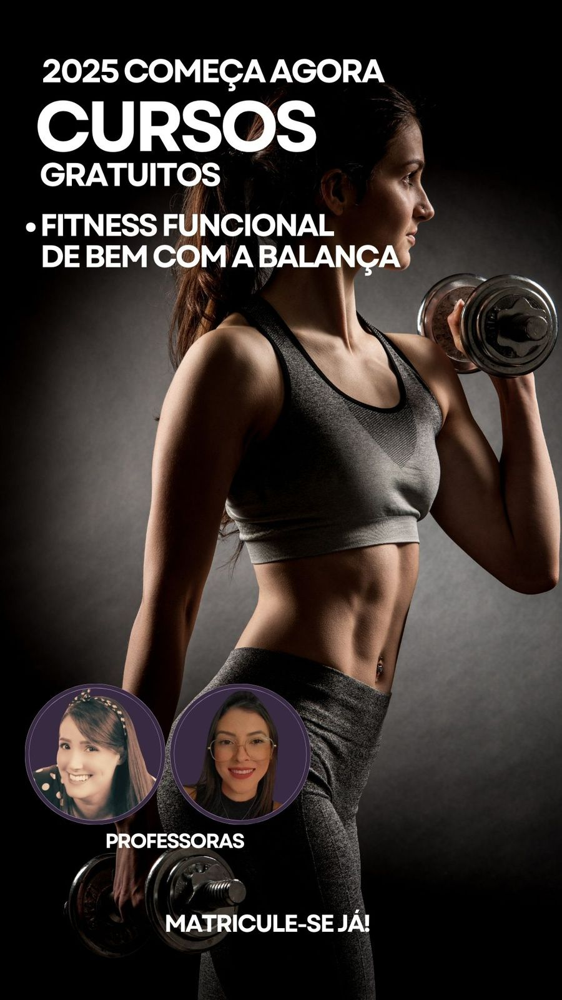 2025 COMEÇA AGORA
CURSOS
GRATUITOS
• FITNESS FUNCIONAL
DE BEM COM A BALANÇA
PROFESSORAS
MATRICULE-SE JÁ!